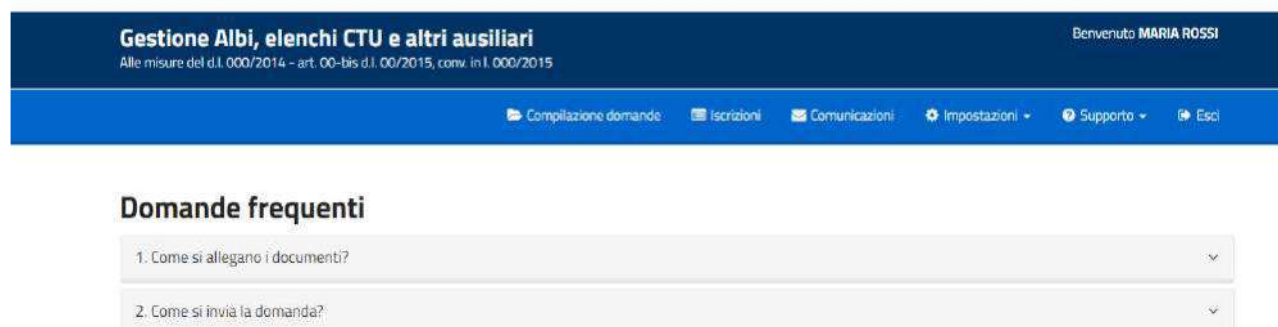 Gestione Albi, elenchi CTU e altri ausiliari
Benvenuto MARIA ROSSI
Alle misure del d.l. 000/2014 - art. 00-bis d.l. 00/2015, conv. in l. 000/2015
Compilazione domande Iscrizioni Comunicazioni Impostazioni Supporto Esci
Domande frequenti
1. Come si allegano i documenti?
2. Come si invia la domanda?